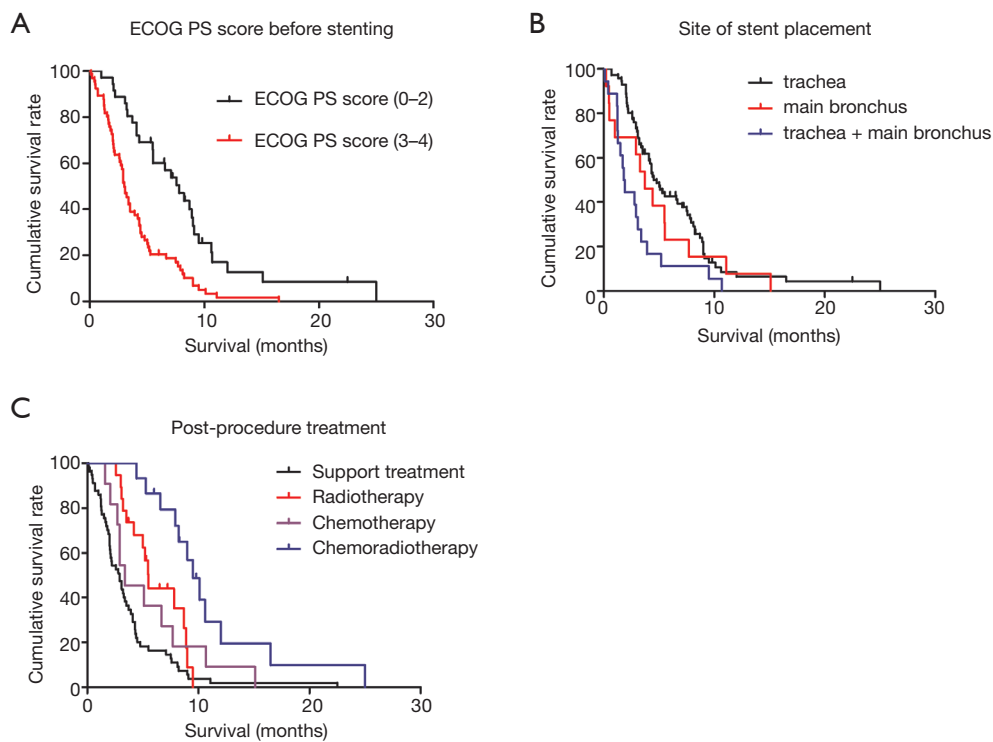 A
ECOG PS score before stenting
Cumulative survival rate
100
80
60
40
20
0
ECOG PS score (0–2)
ECOG PS score (3–4)
0 10 20 30
Survival (months)
B
Site of stent placement
Cumulative survival rate
100
80
60
40
20
0
trachea
main bronchus
trachea + main bronchus
0 10 20 30
Survival (months)
C
Post-procedure treatment
Cumulative survival rate
100
80
60
40
20
0
Support treatment
Radiotherapy
Chemotherapy
Chemoradiotherapy
0 10 20 30
Survival (months)